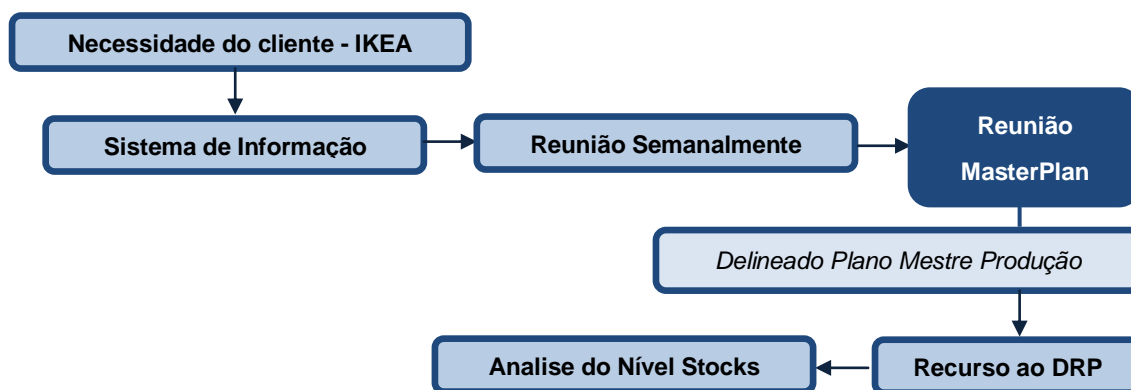 Necessidade do cliente - IKEA
Sistema de Informação
Reunião Semanalmente
Reunião
MasterPlan
Delineado Plano Mestre Produção
Recurso ao DRP
Analise do Nível Stocks